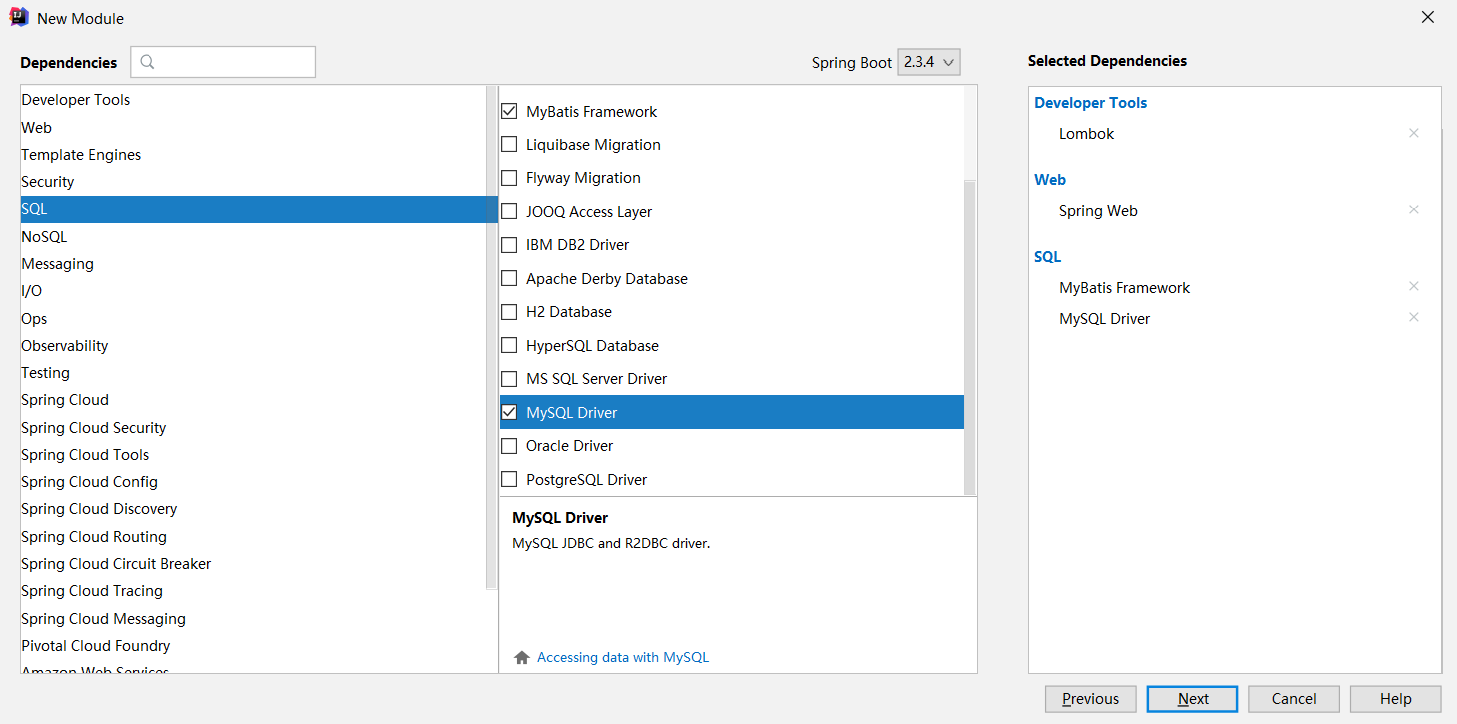 New Module
Dependencies
Spring Boot 2.3.4
Selected Dependencies
Developer Tools
Web
Template Engines
Security
SQL
NoSQL
Messaging
I/O
Ops
Observability
Testing
Spring Cloud
Spring Cloud Security
Spring Cloud Tools
Spring Cloud Config
Spring Cloud Discovery
Spring Cloud Routing
Spring Cloud Circuit Breaker
Spring Cloud Tracing
Spring Cloud Messaging
Pivotal Cloud Foundry
Amazon Web Services
MyBatis Framework
Liquibase Migration
Flyway Migration
JOOQ Access Layer
IBM DB2 Driver
Apache Derby Database
H2 Database
HyperSQL Database
MS SQL Server Driver
MySQL Driver
Oracle Driver
PostgreSQL Driver
MySQL Driver
MySQL JDBC and R2DBC driver.
Accessing data with MySQL
Developer Tools
Lombok
Web
Spring Web
SQL
MyBatis Framework
MySQL Driver
Previous
Next
Cancel
Help